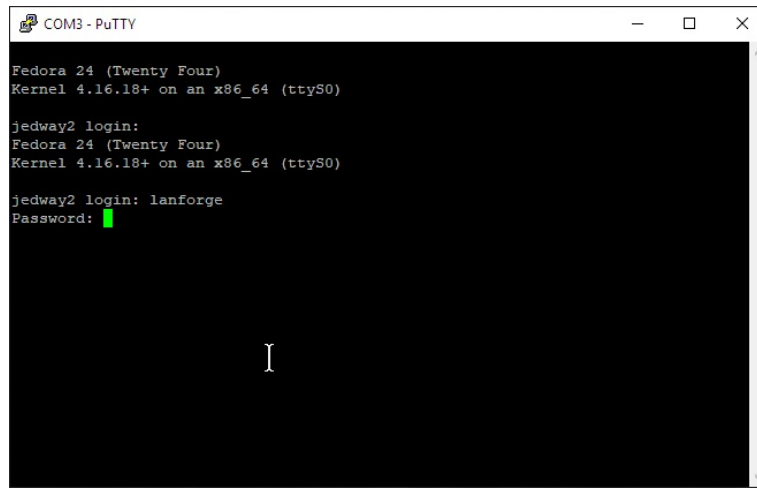 COM3 - PuTTY
Fedora 24 (Twenty Four)
Kernel 4.16.18+ on an x86_64 (ttyS0)
jedway2 login:
Fedora 24 (Twenty Four)
Kernel 4.16.18+ on an x86_64 (ttyS0)
jedway2 login: lanforge
Password: